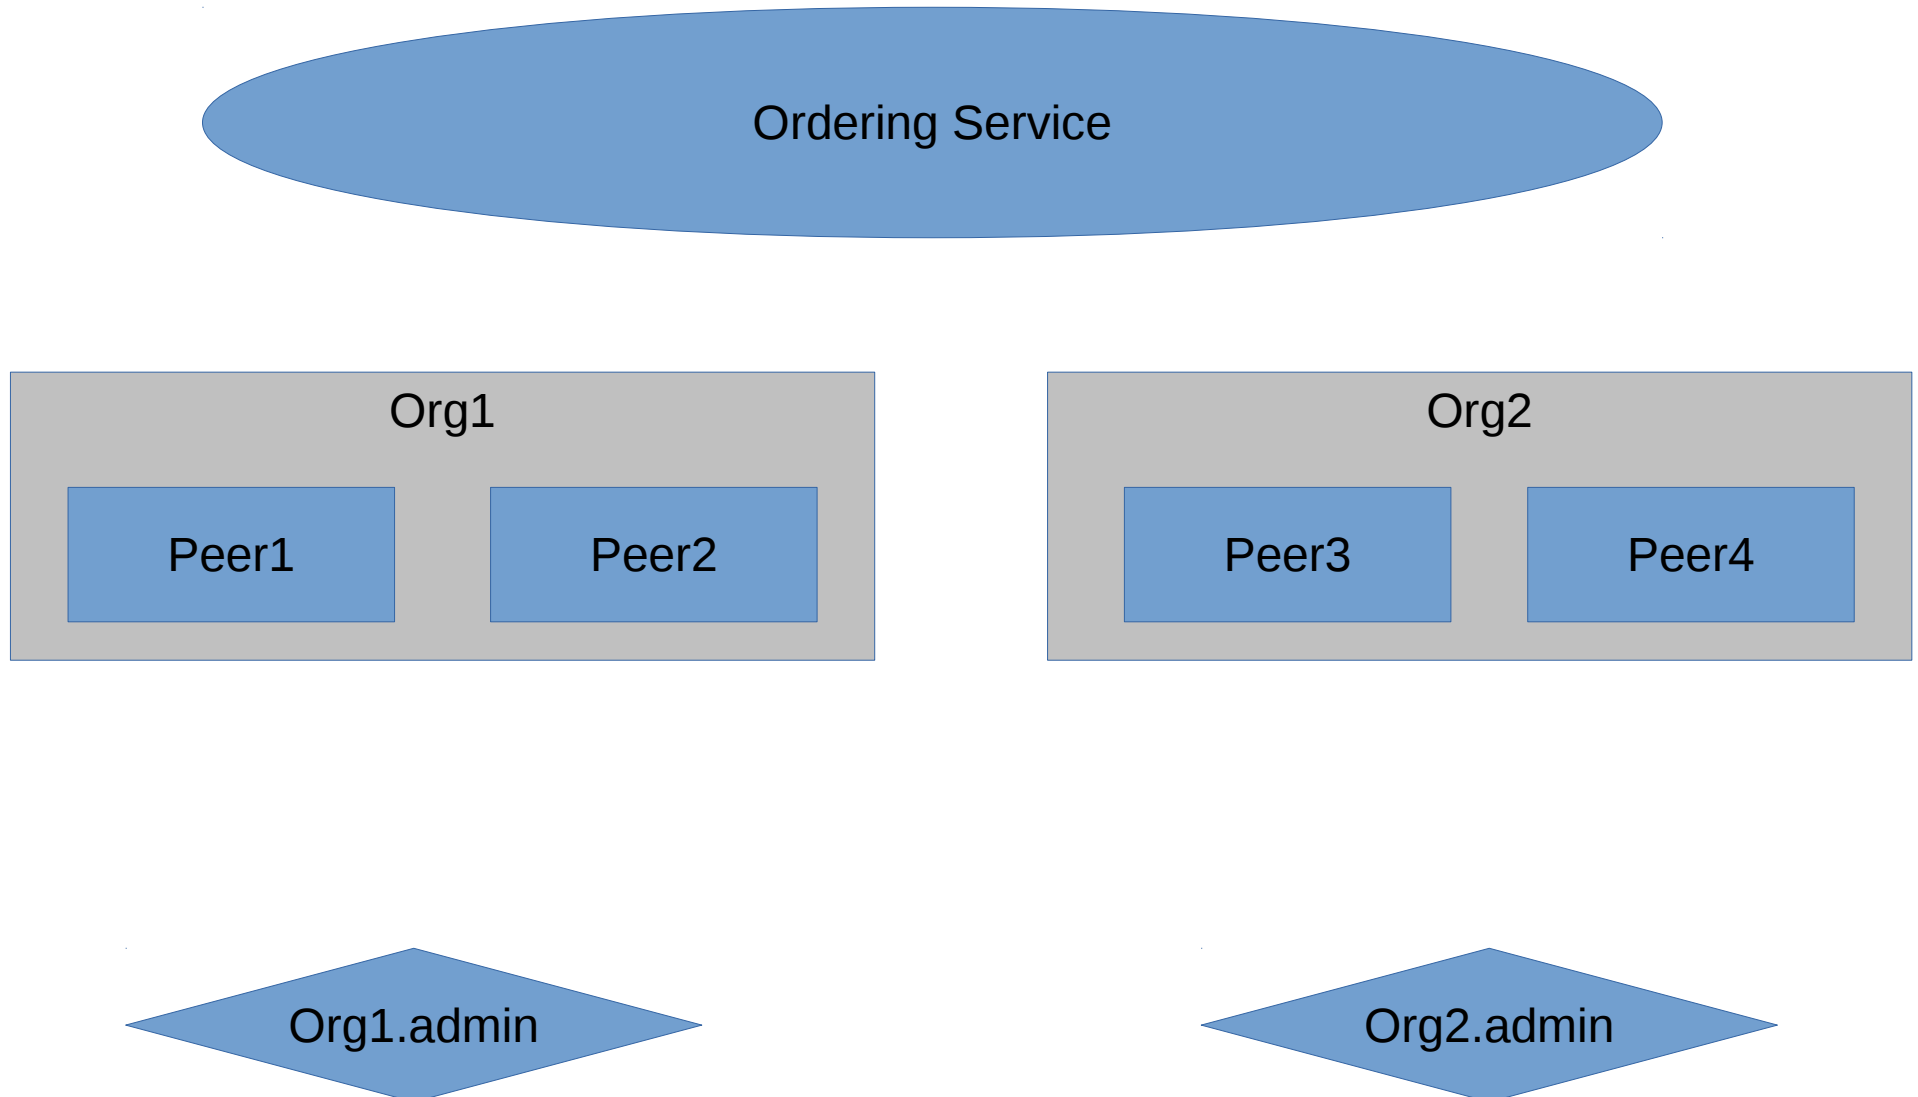 Ordering Service
Org1
Org2
Peer1
Peer2
Peer3
Peer4
Org1.admin
Org2.admin